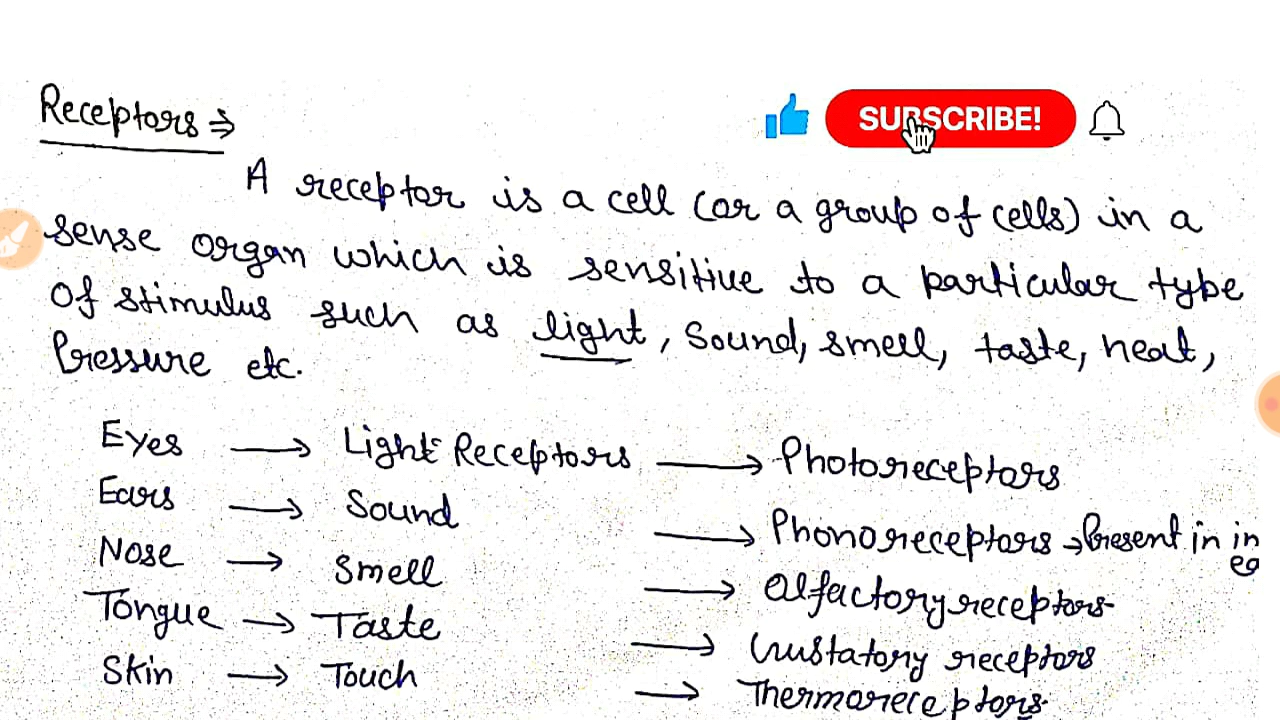 Receptors ⇒
SUBSCRIBE!
A receptor is a cell (or a group of cells) in a
sense organ which is sensitive to a particular type
of stimulus such as light, sound, smell, taste, heat,
Pressure etc.
Eyes → Light Receptors → Photoreceptors
Ears → Sound → Phonoreceptors → Present in in
ea
Nose → Smell → Olfactory receptors
Tongue → Taste → Gustatory receptors
Skin → Touch → Thermoreceptors